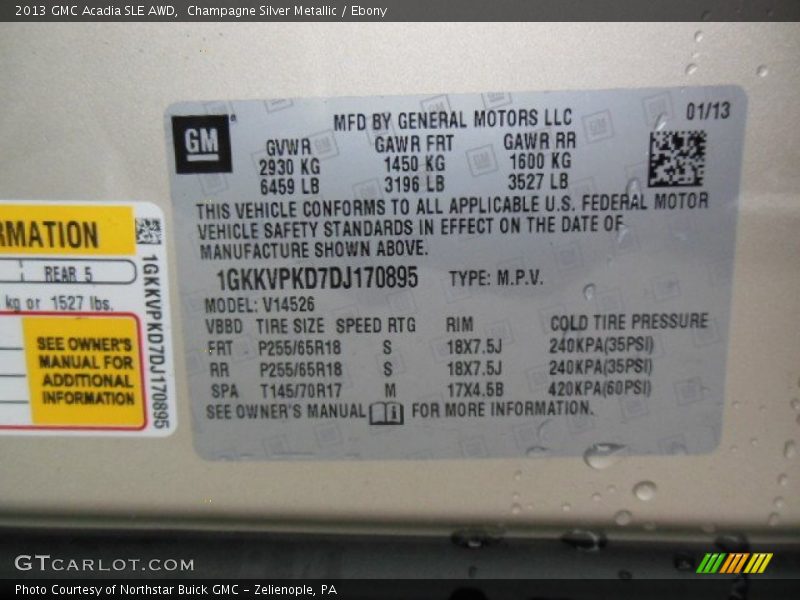 2013 GMC Acadia SLE AWD,  Champagne Silver Metallic / Ebony
GM
MFD BY GENERAL MOTORS LLC
01/13
GVWR GAWR FRT GAWR RR
2930 KG 1450 KG 1600 KG
6459 LB 3196 LB 3527 LB
THIS VEHICLE CONFORMS TO ALL APPLICABLE U.S. FEDERAL MOTOR
VEHICLE SAFETY STANDARDS IN EFFECT ON THE DATE OF
MANUFACTURE SHOWN ABOVE.
1GKKVPKD7DJ170895 TYPE: M.P.V.
MODEL: V14526
VBBD TIRE SIZE SPEED RTG RIM COLD TIRE PRESSURE
FRT P255/65R18 S 18X7.5J 240KPA(35PSI)
RR P255/65R18 S 18X7.5J 240KPA(35PSI)
SPA T145/70R17 M 17X4.5B 420KPA(60PSI)
SEE OWNER'S MANUAL FOR MORE INFORMATION.
RMATION
REAR 5
kg or 1527 lbs.
SEE OWNER'S
MANUAL FOR
ADDITIONAL
INFORMATION
1GKKVPKD7DJ170895
GTCARLOT.COM
Photo Courtesy of Northstar Buick GMC - Zelienople, PA